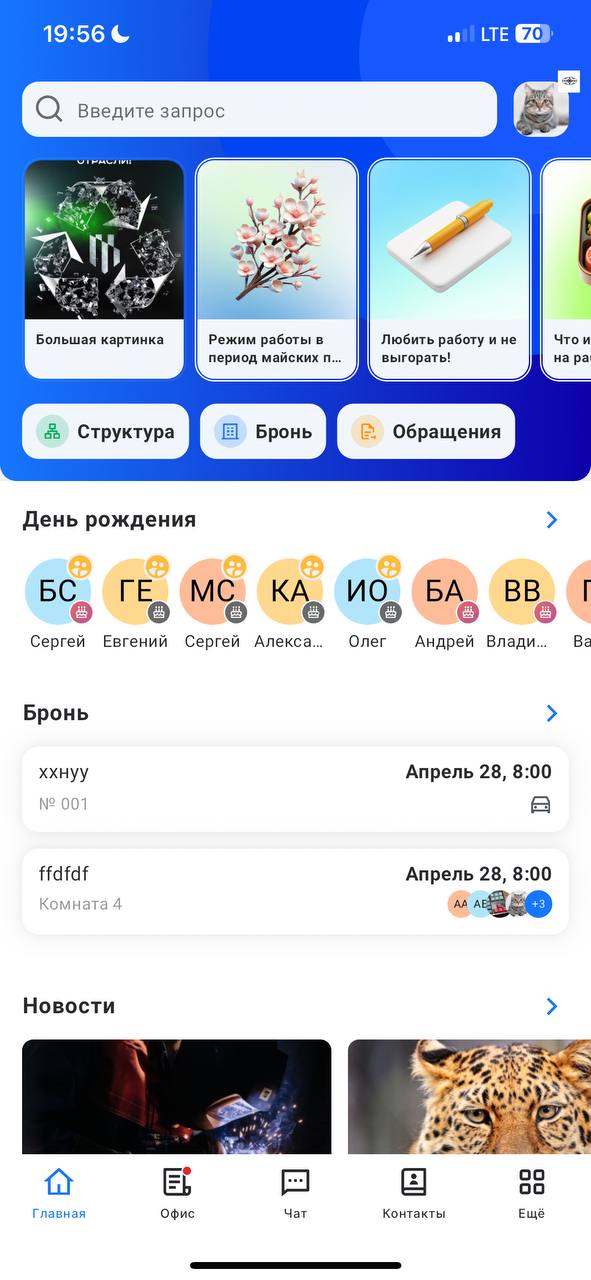 19:56
LTE 70
Введите запрос
ОТРАСЛИ!
Большая картинка
Режим работы в
период майских п...
Любить работу и не
выгорать!
Что и
на ра
Структура
Бронь
Обращения
День рождения
БС
ГЕ
МС
КА
ИО
БА
ВВ
Сергей
Евгений
Сергей
Алекса...
Олег
Андрей
Влади...
Ва
Бронь
ххнуу
Апрель 28, 8:00
№ 001
ffdfdf
Апрель 28, 8:00
Комната 4
АА
АЕ
+3
Новости
Главная
Офис
Чат
Контакты
Ещё